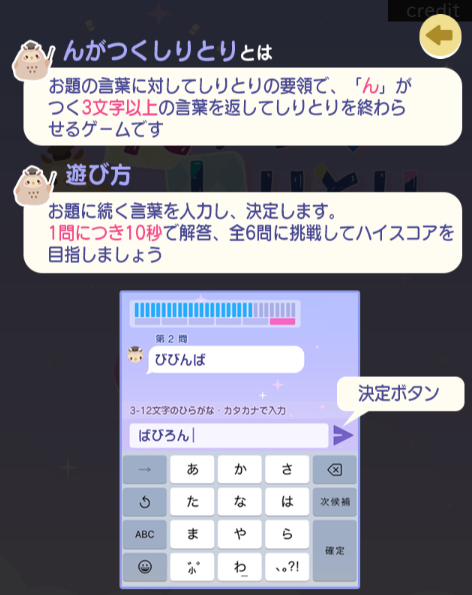 credit
んがつくしりとりとは
お題の言葉に対してしりとりの要領で、「ん」が
つく3文字以上の言葉を返してしりとりを終わら
せるゲームです
遊び方
お題に続く言葉を入力し、決定します。
1問につき10秒で解答、全6問に挑戦してハイスコアを
目指しましょう
第2問
びびんば
決定ボタン
3-12文字のひらがな・カタカナで入力
ばびろん
→ あ か さ
た な は 次候補
ABC ま や ら 確定
小 わ 、。?!